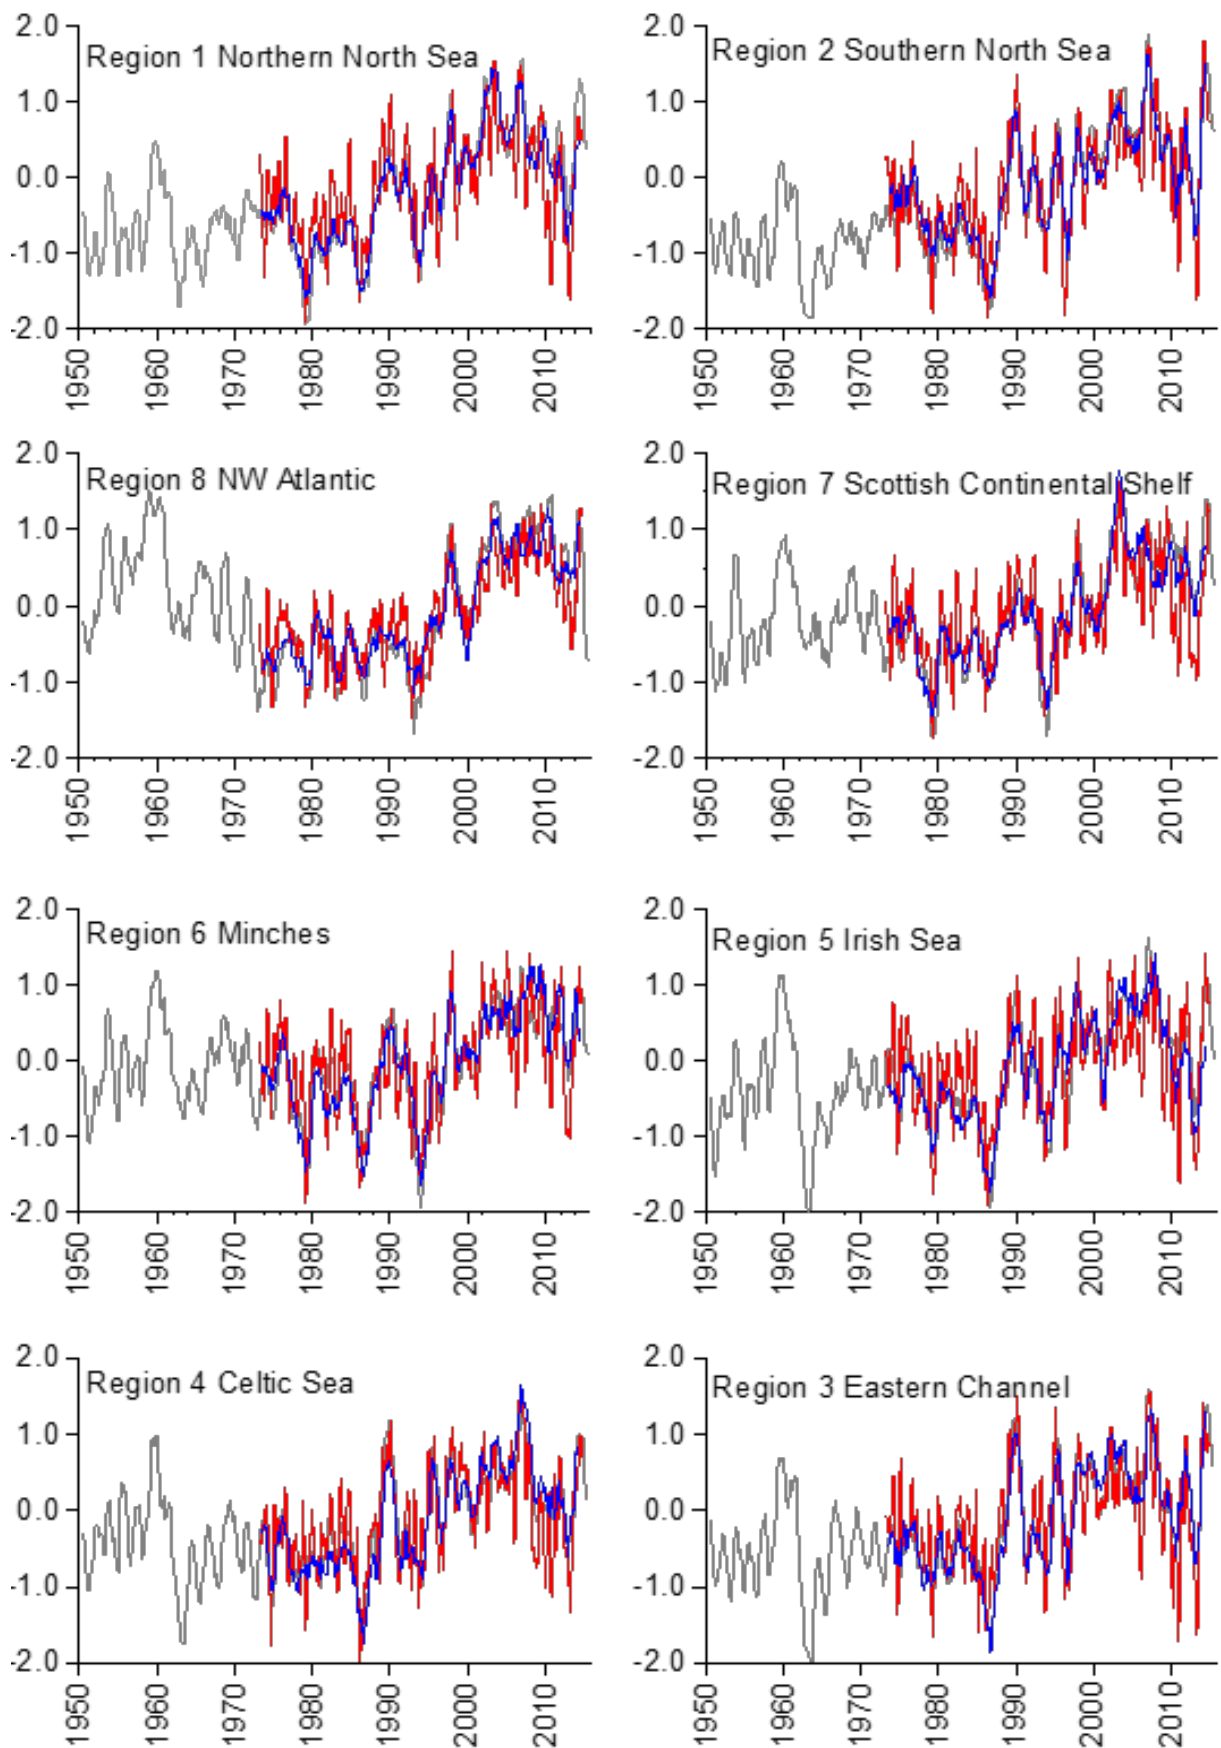 2.0
Region 1 Northern North Sea
1.0
0.0
-1.0
-2.0
1950 1960 1970 1980 1990 2000 2010
2.0
Region 2 Southern North Sea
1.0
0.0
-1.0
-2.0
1950 1960 1970 1980 1990 2000 2010
2.0
Region 8 NW Atlantic
1.0
0.0
-1.0
-2.0
1950 1960 1970 1980 1990 2000 2010
2.0
Region 7 Scottish Continental Shelf
1.0
0.0
-1.0
-2.0
1950 1960 1970 1980 1990 2000 2010
2.0
Region 6 Minches
1.0
0.0
-1.0
-2.0
1950 1960 1970 1980 1990 2000 2010
2.0
Region 5 Irish Sea
1.0
0.0
-1.0
-2.0
1950 1960 1970 1980 1990 2000 2010
2.0
Region 4 Celtic Sea
1.0
0.0
-1.0
-2.0
1950 1960 1970 1980 1990 2000 2010
2.0
Region 3 Eastern Channel
1.0
0.0
-1.0
-2.0
1950 1960 1970 1980 1990 2000 2010